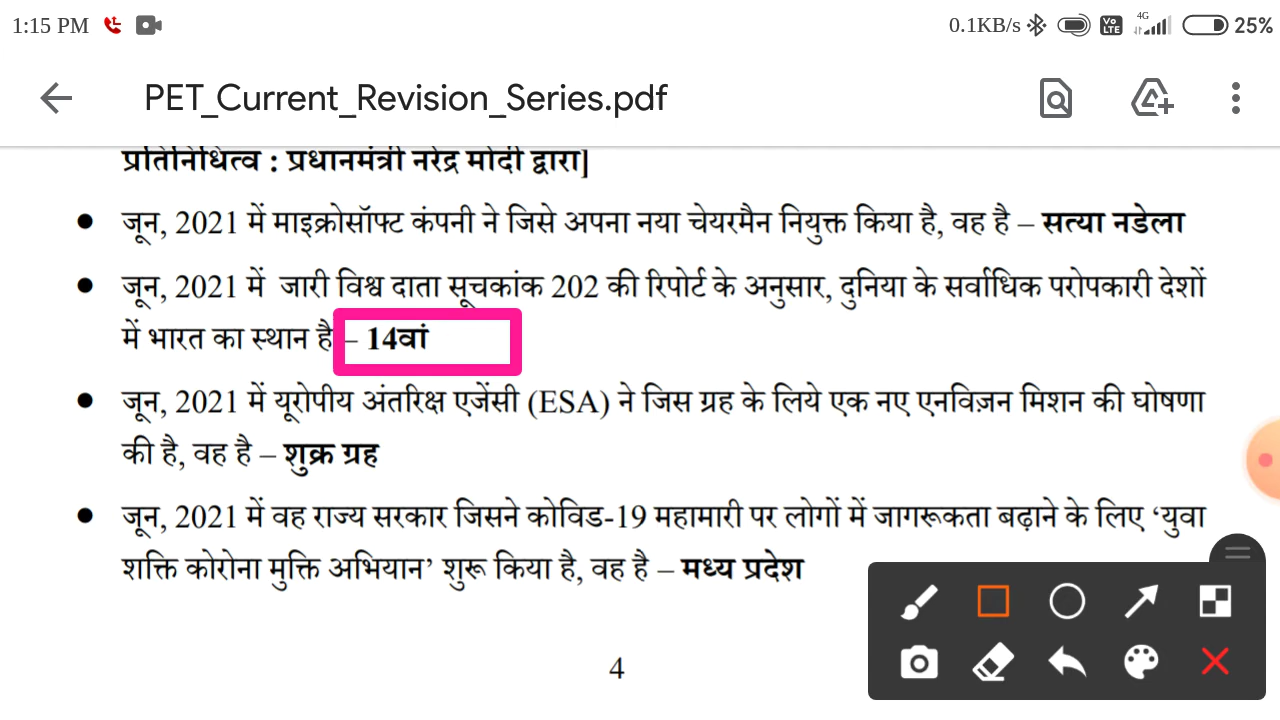 1:15 PM 0.1KB/s Vo LTE 4G 25%
PET_Current_Revision_Series.pdf
प्रतिनिधित्व : प्रधानमंत्री नरेंद्र मोदी द्वारा]
● जून, 2021 में माइक्रोसॉफ्ट कंपनी ने जिसे अपना नया चेयरमैन नियुक्त किया है, वह है – सत्या नडेला
● जून, 2021 में जारी विश्व दाता सूचकांक 202 की रिपोर्ट के अनुसार, दुनिया के सर्वाधिक परोपकारी देशों
में भारत का स्थान है – 14वां
● जून, 2021 में यूरोपीय अंतरिक्ष एजेंसी (ESA) ने जिस ग्रह के लिये एक नए एनविज़न मिशन की घोषणा
की है, वह है – शुक्र ग्रह
● जून, 2021 में वह राज्य सरकार जिसने कोविड-19 महामारी पर लोगों में जागरूकता बढ़ाने के लिए ‘युवा
शक्ति कोरोना मुक्ति अभियान’ शुरू किया है, वह है – मध्य प्रदेश
4